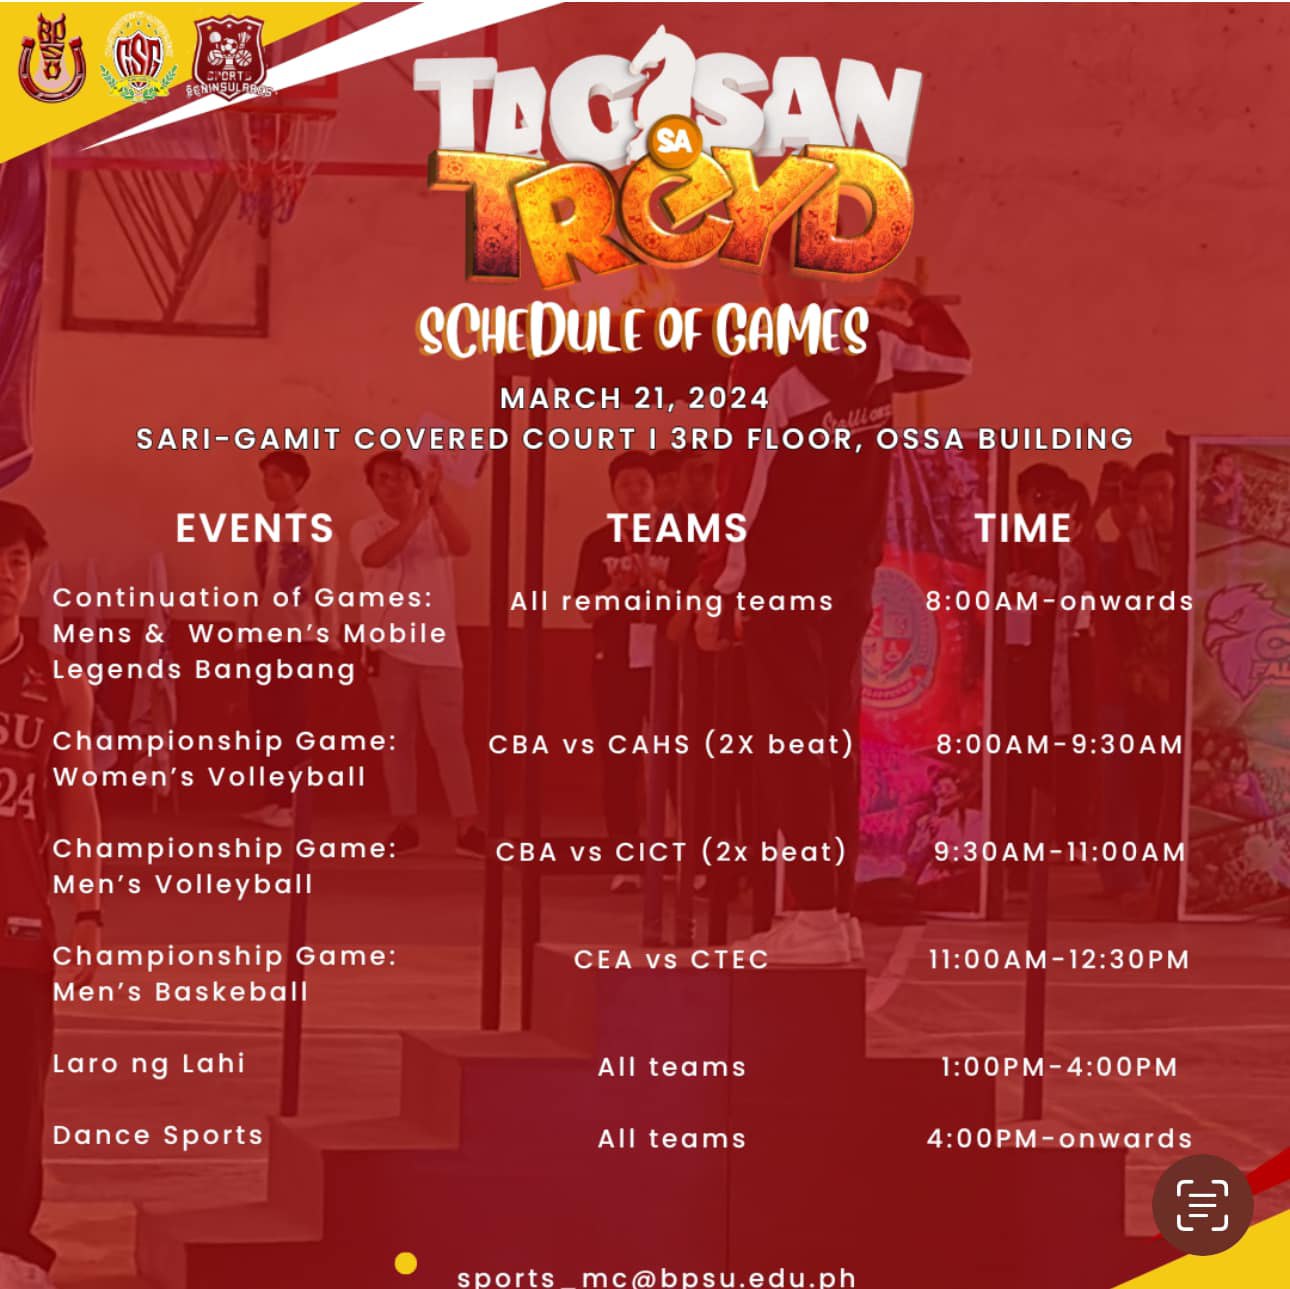 BPSU
GSG
SPORTS
PENINSULARES
TAGISAN
SA
TREYD
SCHEDULE OF GAMES
MARCH 21, 2024
SARI-GAMIT COVERED COURT I 3RD FLOOR, OSSA BUILDING
EVENTS TEAMS TIME
Continuation of Games: All remaining teams 8:00AM-onwards
Mens & Women's Mobile
Legends Bangbang
Championship Game: CBA vs CAHS (2X beat) 8:00AM-9:30AM
Women's Volleyball
Championship Game: CBA vs CICT (2x beat) 9:30AM-11:00AM
Men's Volleyball
Championship Game: CEA vs CTEC 11:00AM-12:30PM
Men's Baskeball
Laro ng Lahi All teams 1:00PM-4:00PM
Dance Sports All teams 4:00PM-onwards
sports_mc@bpsu.edu.ph